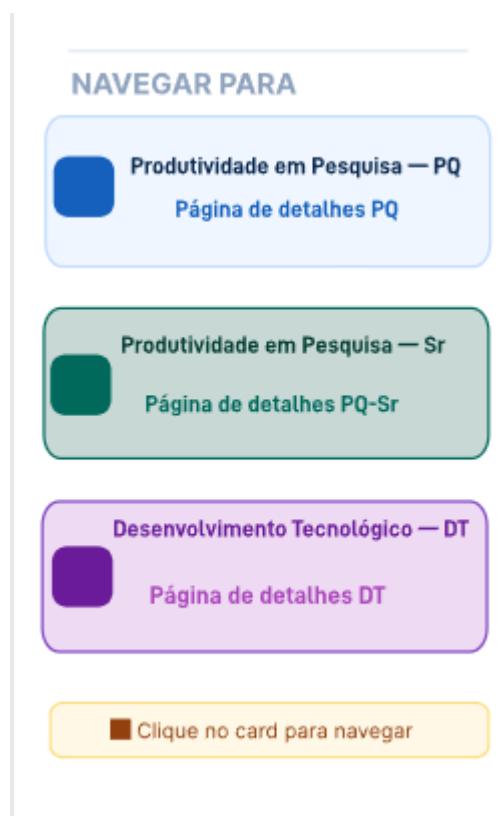 NAVEGAR PARA
Produtividade em Pesquisa — PQ
Página de detalhes PQ
Produtividade em Pesquisa — Sr
Página de detalhes PQ-Sr
Desenvolvimento Tecnológico — DT
Página de detalhes DT
Clique no card para navegar